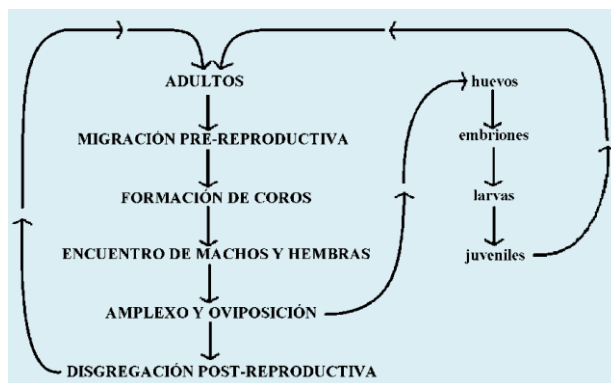 ADULTOS
MIGRACIÓN PRE-REPRODUCTIVA
FORMACIÓN DE COROS
ENCUENTRO DE MACHOS Y HEMBRAS
AMPLEXO Y OVIPOSICIÓN
DISGREGACIÓN POST-REPRODUCTIVA
huevos
embriones
larvas
juveniles